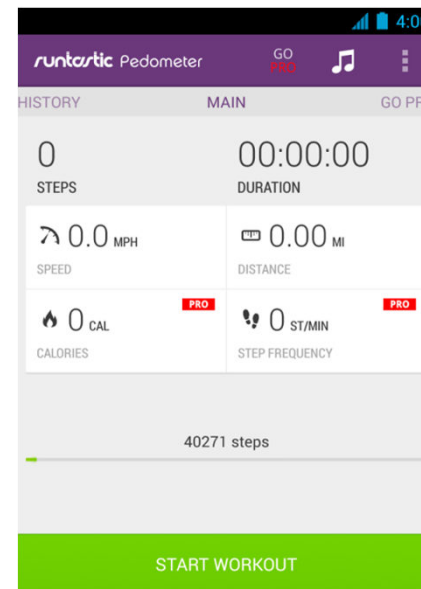 4:0
runtastic Pedometer
GO
PRO
HISTORY MAIN GO PR
0 00:00:00
STEPS DURATION
0.0 MPH 0.00 MI
SPEED DISTANCE
PRO PRO
0 CAL 0 ST/MIN
CALORIES STEP FREQUENCY
40271 steps
START WORKOUT